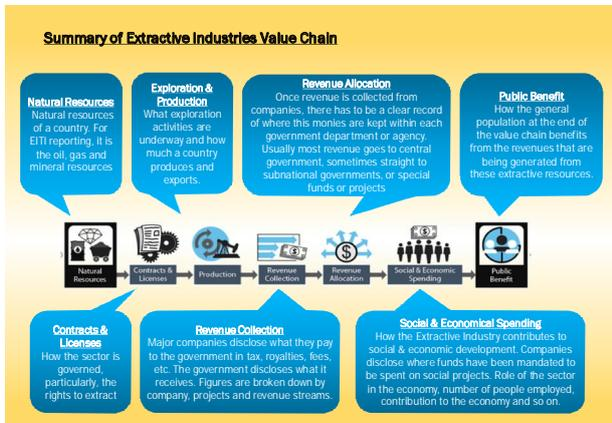 Summary of Extractive Industries Value Chain
Natural Resources
Natural resources
of a country. For
EITI reporting, it is
the oil, gas and
mineral resources
Exploration &
Production
What exploration
activities are
underway and how
much a country
produces and
exports.
Revenue Allocation
Once revenue is collected from
companies, there has to be a clear record
of where this monies are kept within each
government department or agency.
Usually most revenue goes to central
government, sometimes straight to
subnational governments, or special
funds or projects
Public Benefit
How the general
population at the end of
the value chain benefits
from the revenues that are
being generated from
these extractive resources.
Natural
Resources
Contracts &
Licenses
Production
Revenue
Collection
Revenue
Allocation
Social & Economic
Spending
Public
Benefit
Contracts &
Licenses
How the sector is
governed,
particularly, the
rights to extract
Revenue Collection
Major companies disclose what they pay
to the government in tax, royalties, fees,
etc. The government discloses what it
receives. Figures are broken down by
company, projects and revenue streams.
Social & Economical Spending
How the Extractive Industry contributes to
social & economic development. Companies
disclose where funds have been mandated to
be spent on social projects. Role of the sector
in the economy, number of people employed,
contribution to the economy and so on.